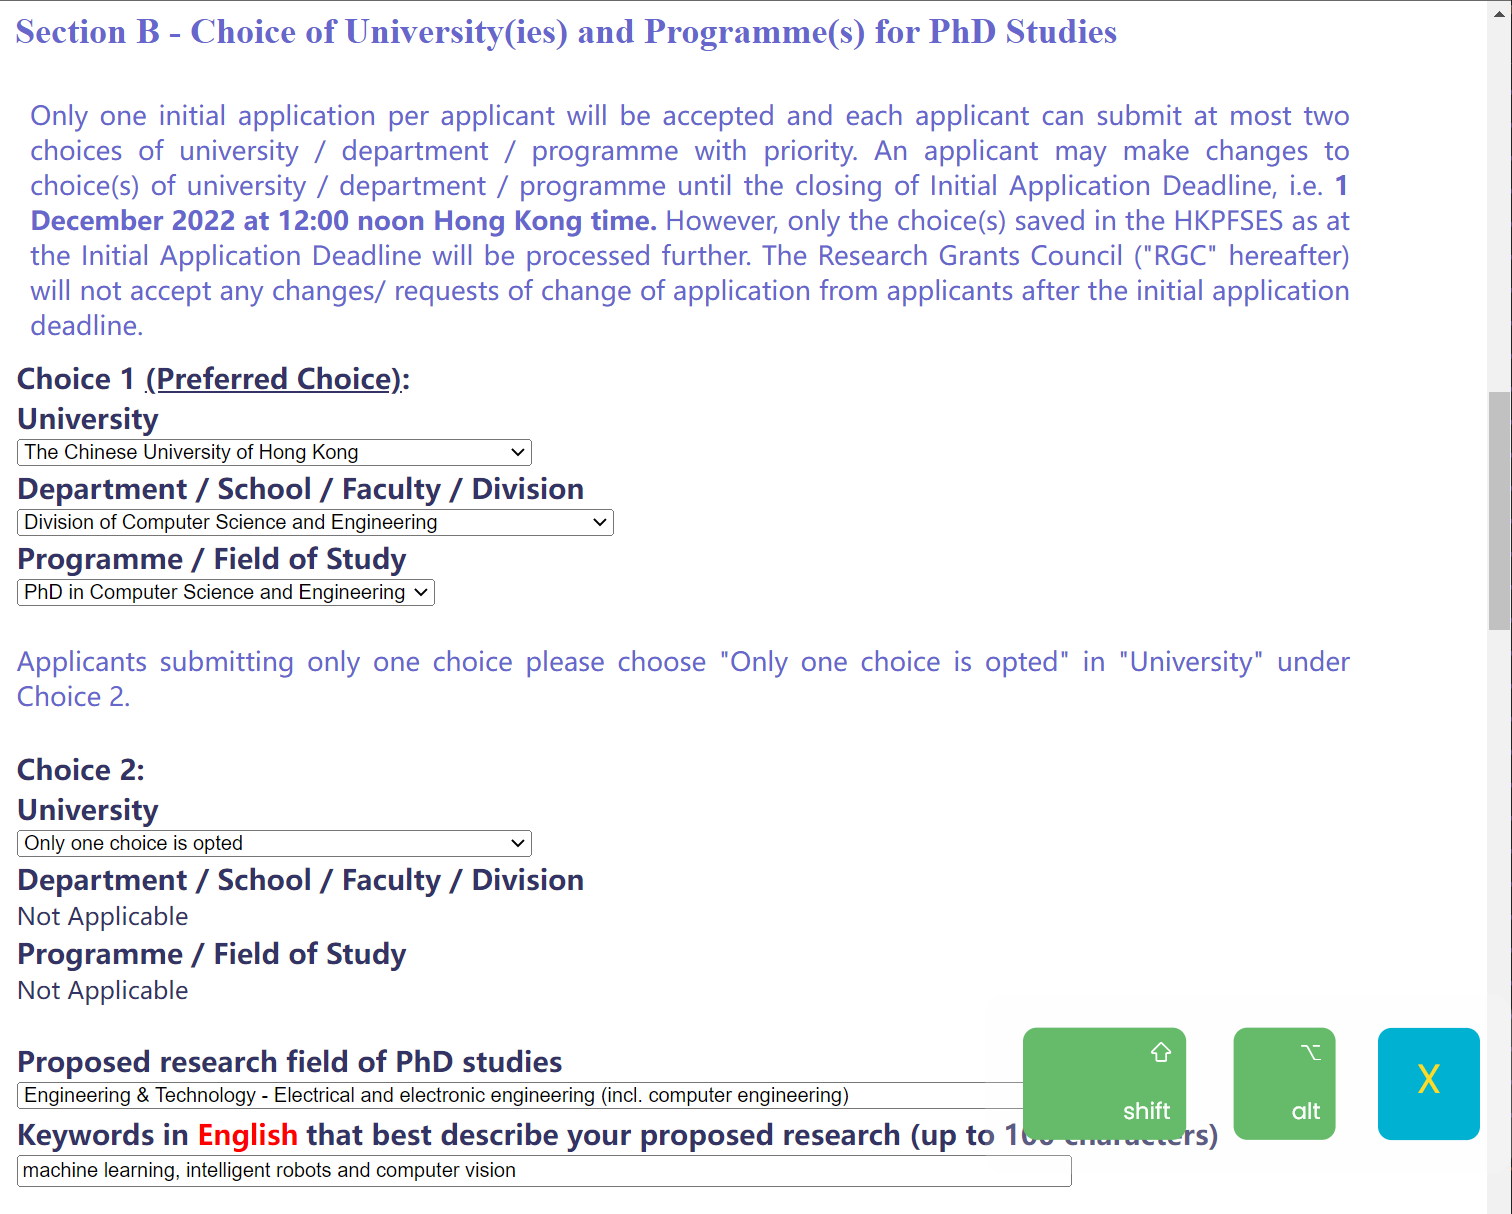 Section B - Choice of University(ies) and Programme(s) for PhD Studies
Only one initial application per applicant will be accepted and each applicant can submit at most two
choices of university / department / programme with priority. An applicant may make changes to
choice(s) of university / department / programme until the closing of Initial Application Deadline, i.e. 1
December 2022 at 12:00 noon Hong Kong time. However, only the choice(s) saved in the HKPFSES as at
the Initial Application Deadline will be processed further. The Research Grants Council ("RGC" hereafter)
will not accept any changes/ requests of change of application from applicants after the initial application
deadline.
Choice 1 (Preferred Choice):
University
The Chinese University of Hong Kong
Department / School / Faculty / Division
Division of Computer Science and Engineering
Programme / Field of Study
PhD in Computer Science and Engineering
Applicants submitting only one choice please choose "Only one choice is opted" in "University" under
Choice 2.
Choice 2:
University
Only one choice is opted
Department / School / Faculty / Division
Not Applicable
Programme / Field of Study
Not Applicable
Proposed research field of PhD studies
Engineering & Technology - Electrical and electronic engineering (incl. computer engineering)
Keywords in English that best describe your proposed research (up to 100 characters)
machine learning, intelligent robots and computer vision
shift
alt
X